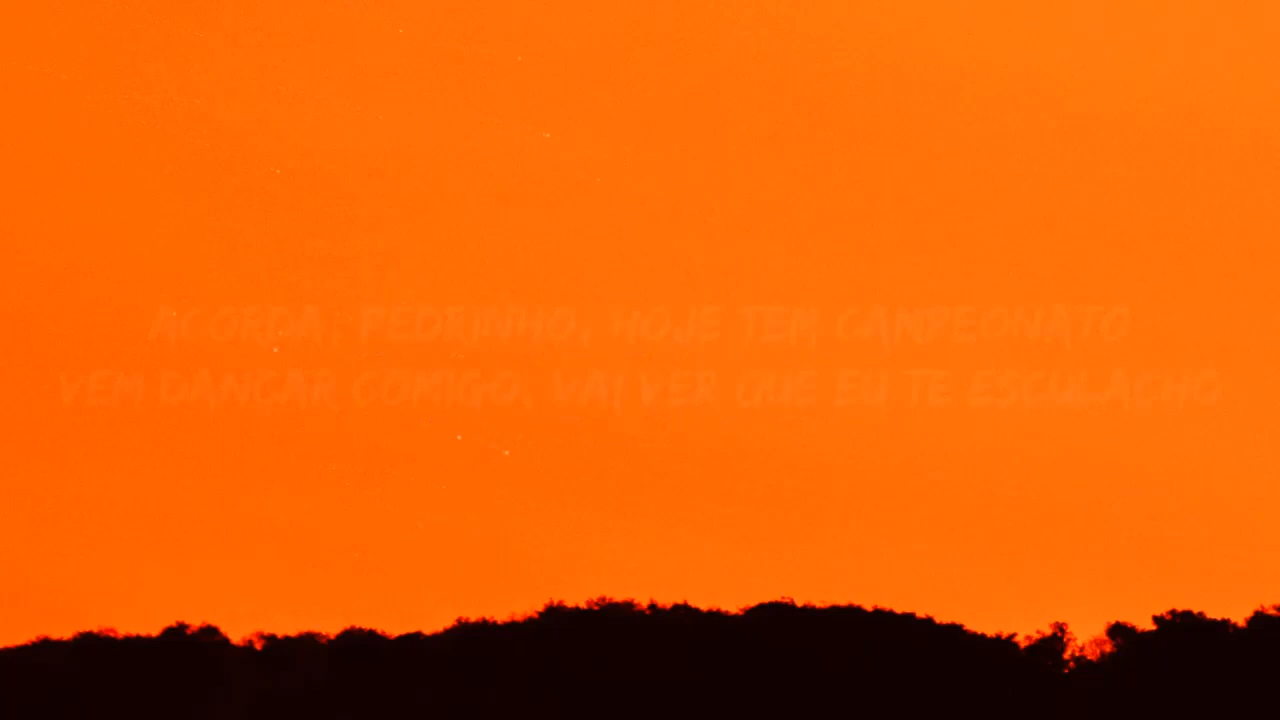 ACORDA, PEDRINHO, HOJE TEM CAMPEONATO
VEM DANÇAR COMIGO, VAI VER QUE EU TE ESCULACHO